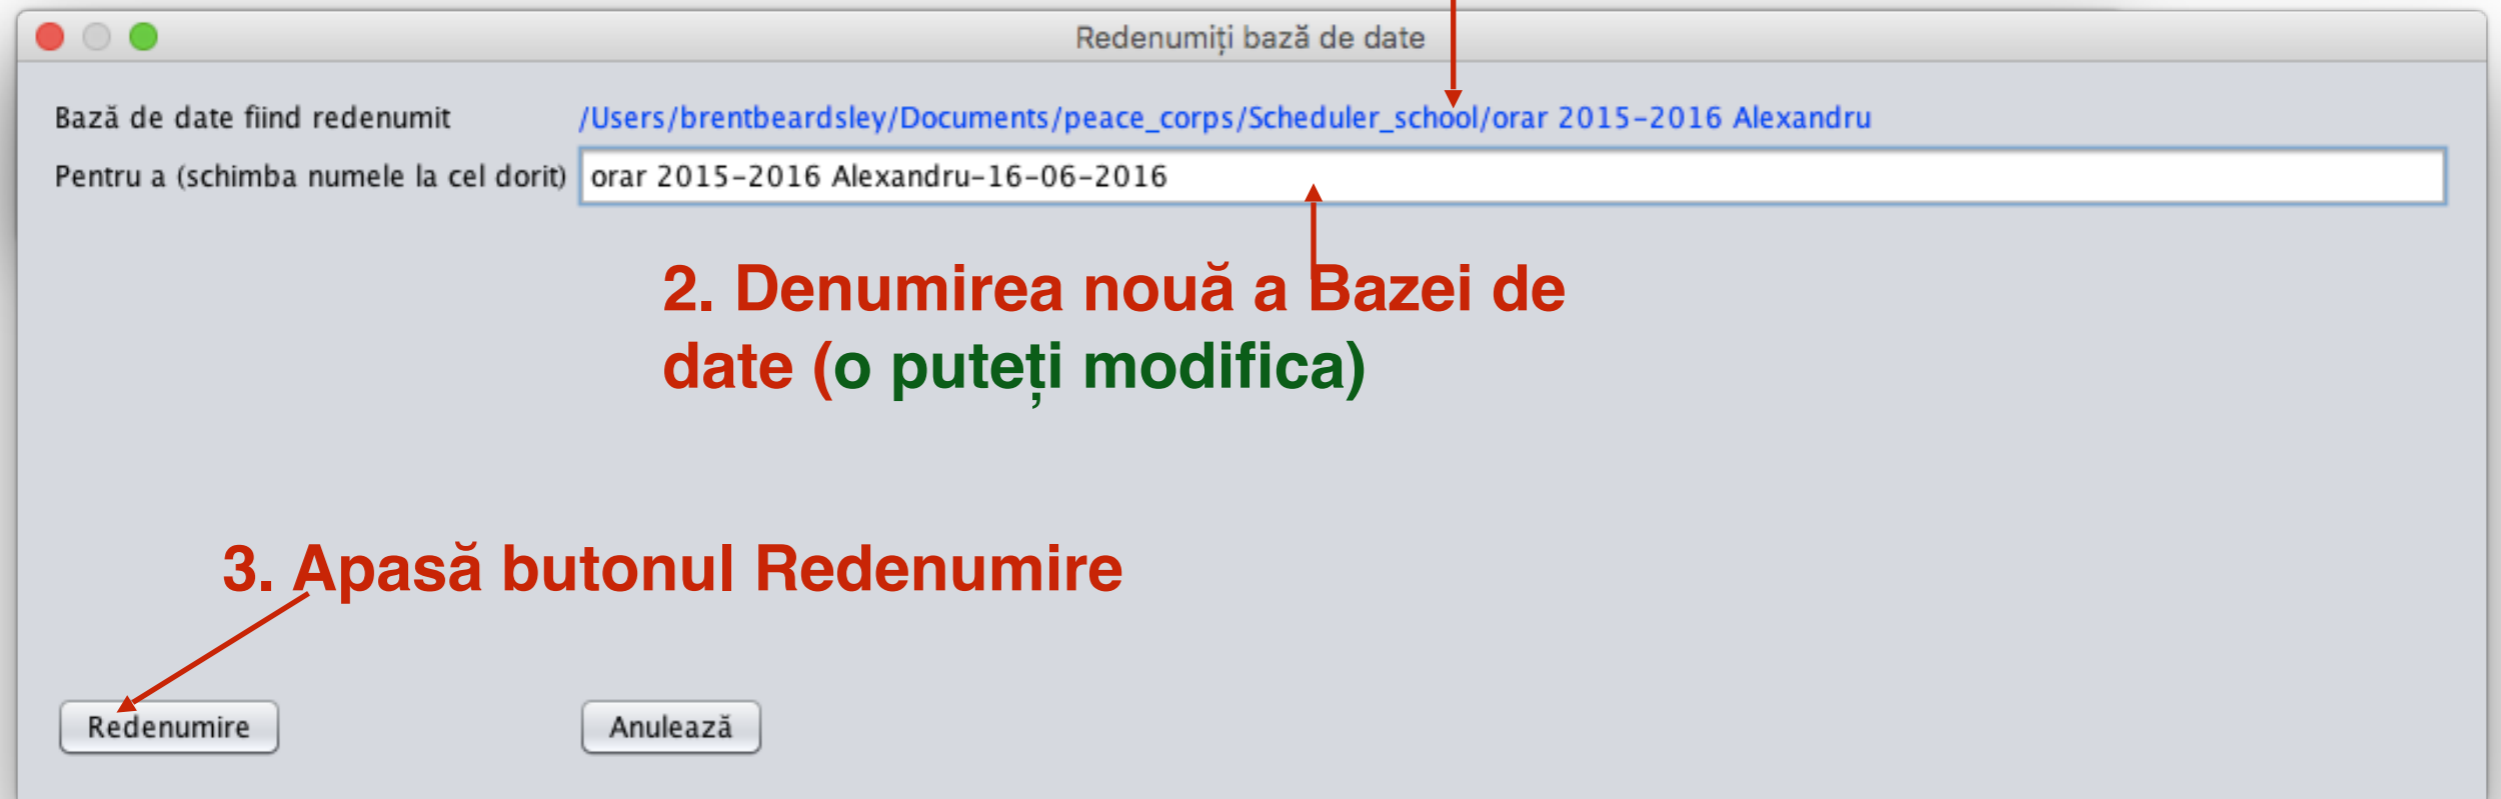 Redenumiți bază de date
Bază de date fiind redenumit /Users/brentbeardsley/Documents/peace_corps/Scheduler_school/orar 2015-2016 Alexandru
Pentru a (schimba numele la cel dorit) orar 2015-2016 Alexandru-16-06-2016
2. Denumirea nouă a Bazei de
date (o puteți modifica)
3. Apasă butonul Redenumire
Redenumire Anulează